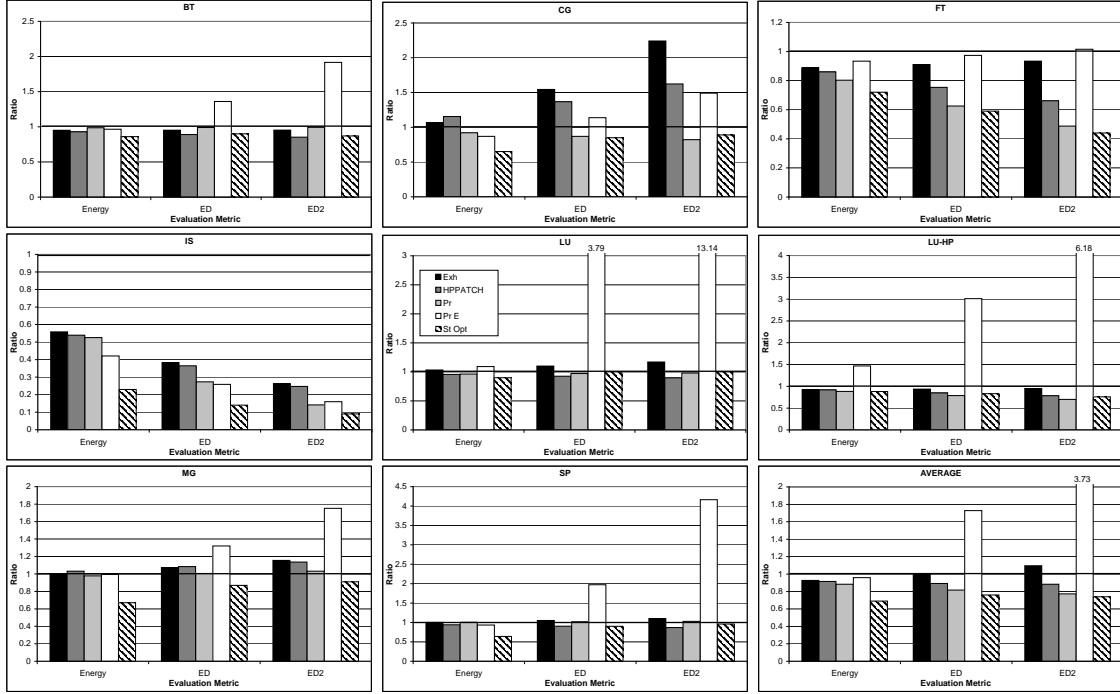 BT
2.5
2
1.5
1
0.5
0
Ratio
Energy ED ED2
Evaluation Metric
CG
2.5
2
1.5
1
0.5
0
Ratio
Energy ED ED2
Evaluation Metric
FT
1.2
1
0.8
0.6
0.4
0.2
0
Ratio
Energy ED ED2
Evaluation Metric
IS
1
0.9
0.8
0.7
0.6
0.5
0.4
0.3
0.2
0.1
0
Ratio
Energy ED ED2
Evaluation Metric
LU
3.79 13.14
3
2.5
2
1.5
1
0.5
0
Ratio
Exh
HPPATCH
Pr
Pr E
St Opt
Energy ED ED2
Evaluation Metric
LU-HP
6.18
4
3.5
3
2.5
2
1.5
1
0.5
0
Ratio
Energy ED ED2
Evaluation Metric
MG
2
1.8
1.6
1.4
1.2
1
0.8
0.6
0.4
0.2
0
Ratio
Energy ED ED2
Evaluation Metric
SP
4.5
4
3.5
3
2.5
2
1.5
1
0.5
0
Ratio
Energy ED ED2
Evaluation Metric
AVERAGE
3.73
2
1.8
1.6
1.4
1.2
1
0.8
0.6
0.4
0.2
0
Ratio
Energy ED ED2
Evaluation Metric